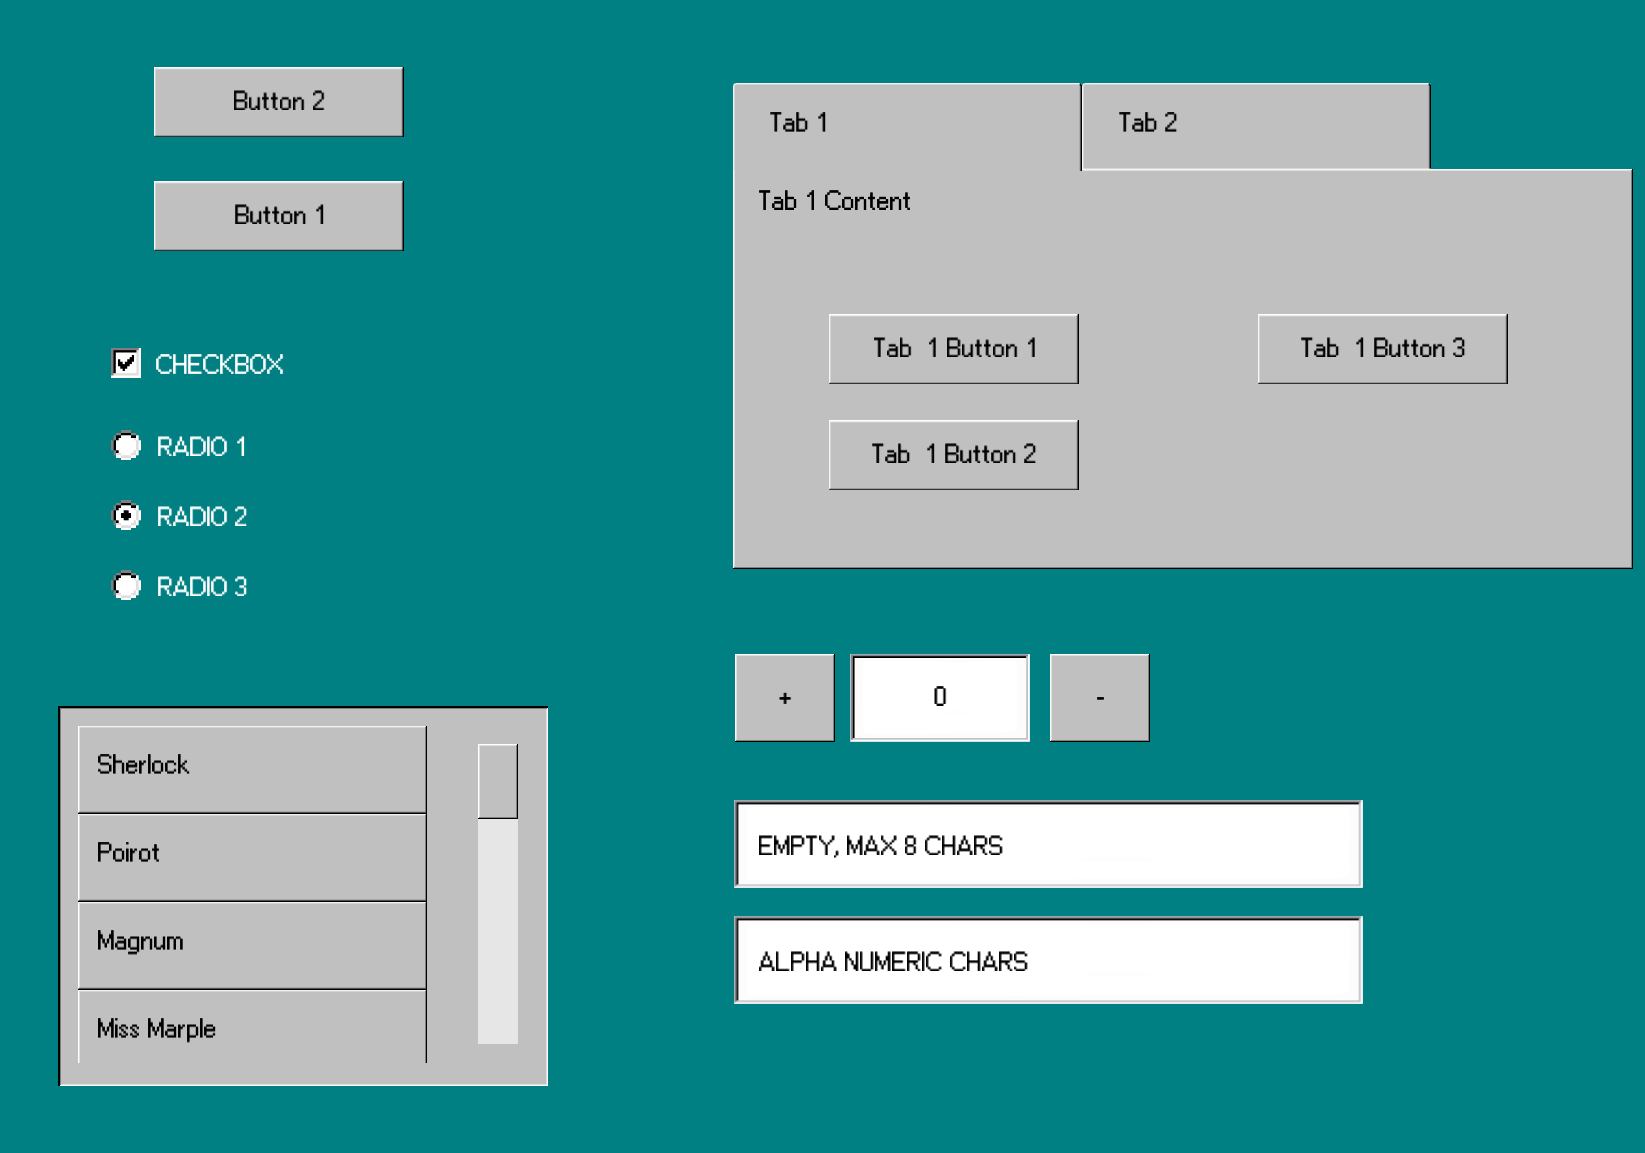 Button 2
Button 1
CHECKBOX
RADIO 1
RADIO 2
RADIO 3
Sherlock
Poirot
Magnum
Miss Marple
Tab 1
Tab 2
Tab 1 Content
Tab 1 Button 1
Tab 1 Button 3
Tab 1 Button 2
+
0
-
EMPTY, MAX 8 CHARS
ALPHA NUMERIC CHARS